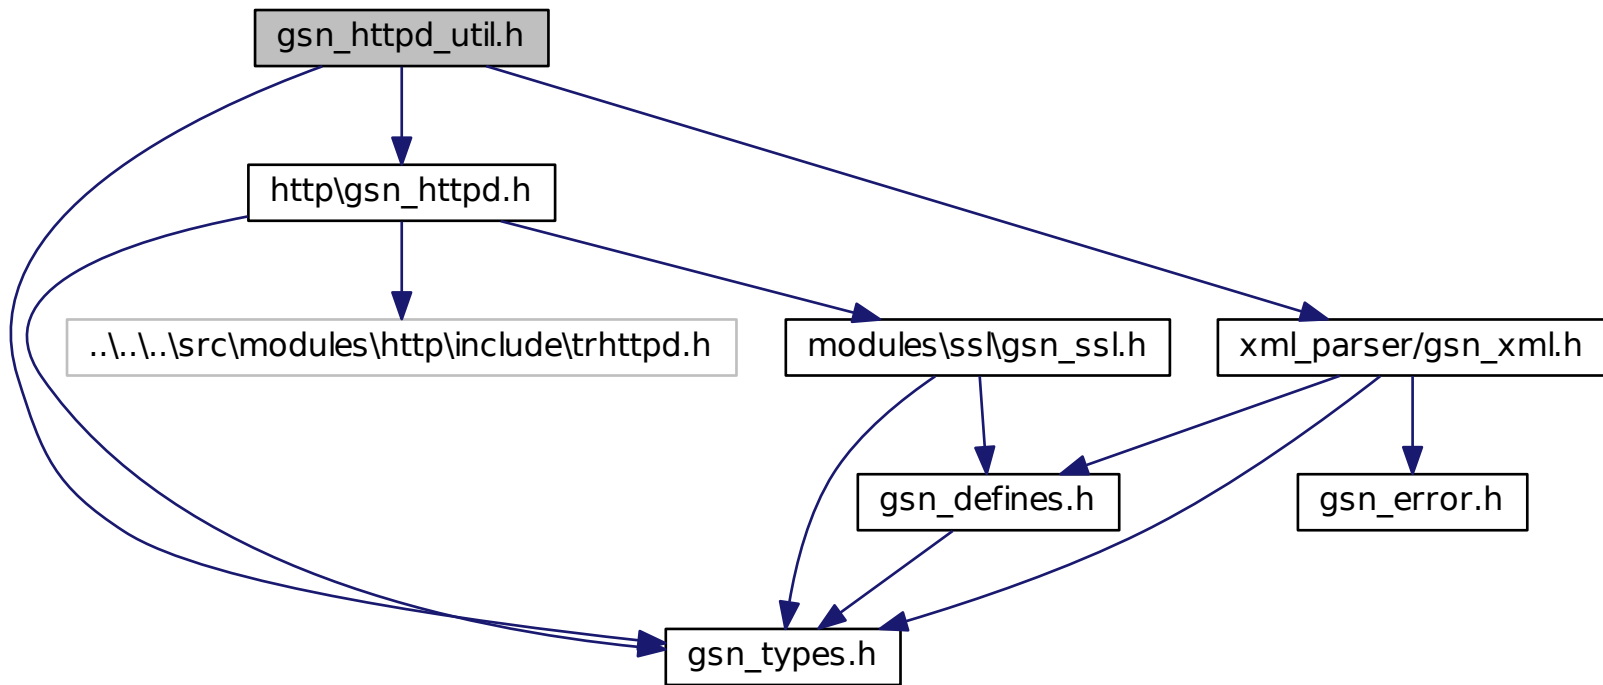 gsn_httpd_util.h
http\gsn_httpd.h
..\..\..\src\modules\http\include\trhttpd.h
modules\ssl\gsn_ssl.h
xml_parser/gsn_xml.h
gsn_defines.h
gsn_error.h
gsn_types.h